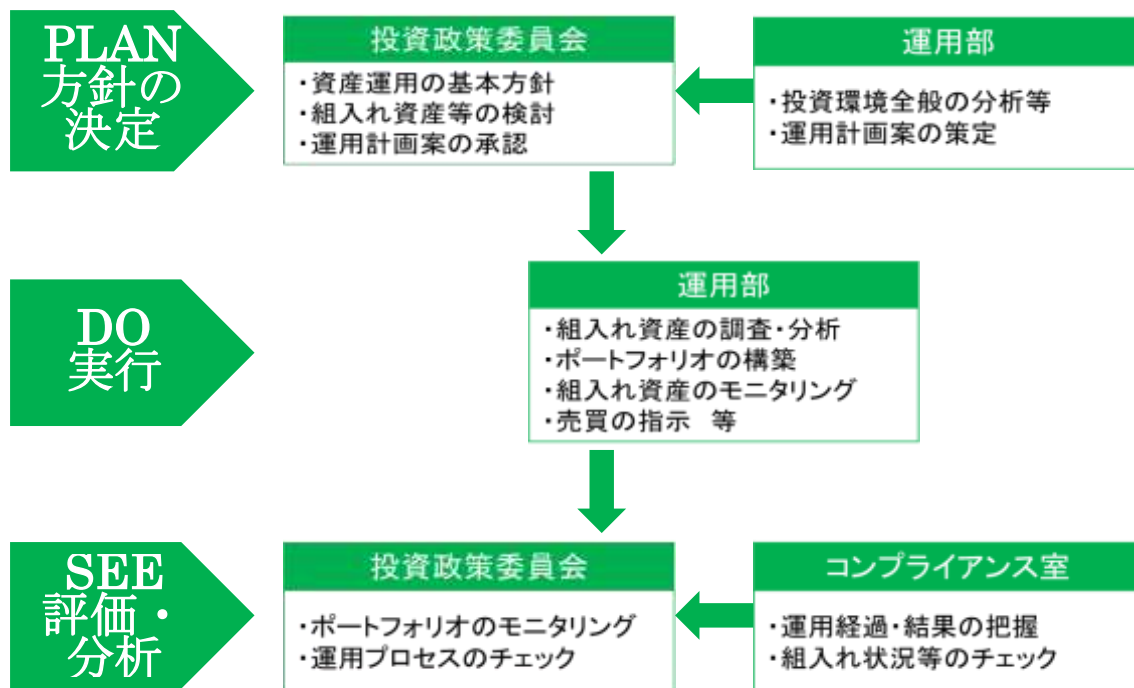 PLAN
方針の
決定
投資政策委員会
・資産運用の基本方針
・組入れ資産等の検討
・運用計画案の承認
運用部
・投資環境全般の分析等
・運用計画案の策定
DO
実行
運用部
・組入れ資産の調査・分析
・ポートフォリオの構築
・組入れ資産のモニタリング
・売買の指示　等
SEE
評価・
分析
投資政策委員会
・ポートフォリオのモニタリング
・運用プロセスのチェック
コンプライアンス室
・運用経過・結果の把握
・組入れ状況等のチェック